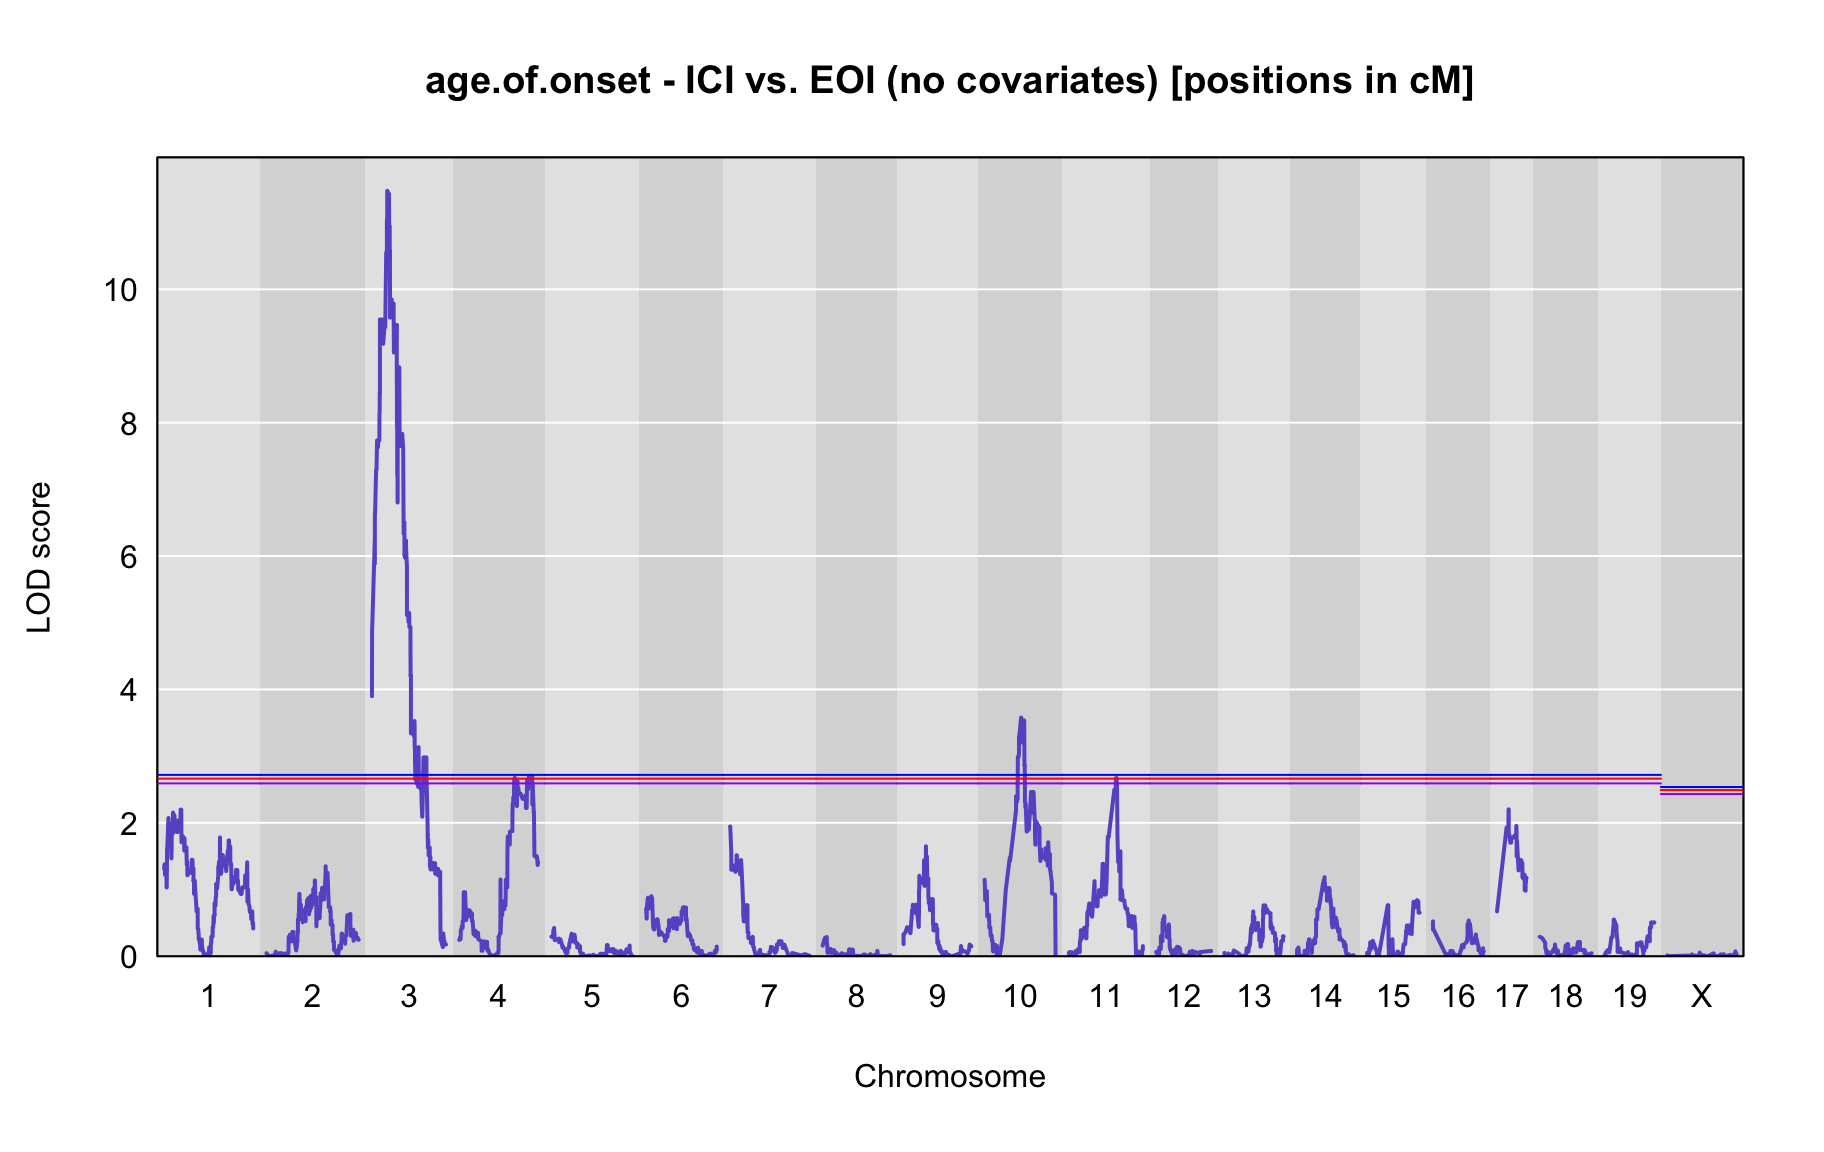 age.of.onset - ICI vs. EOI (no covariates) [positions in cM]
10
8
6
4
2
0
LOD score
1 2 3 4 5 6 7 8 9 10 11 12 13 14 15 16 17 18 19 X
Chromosome